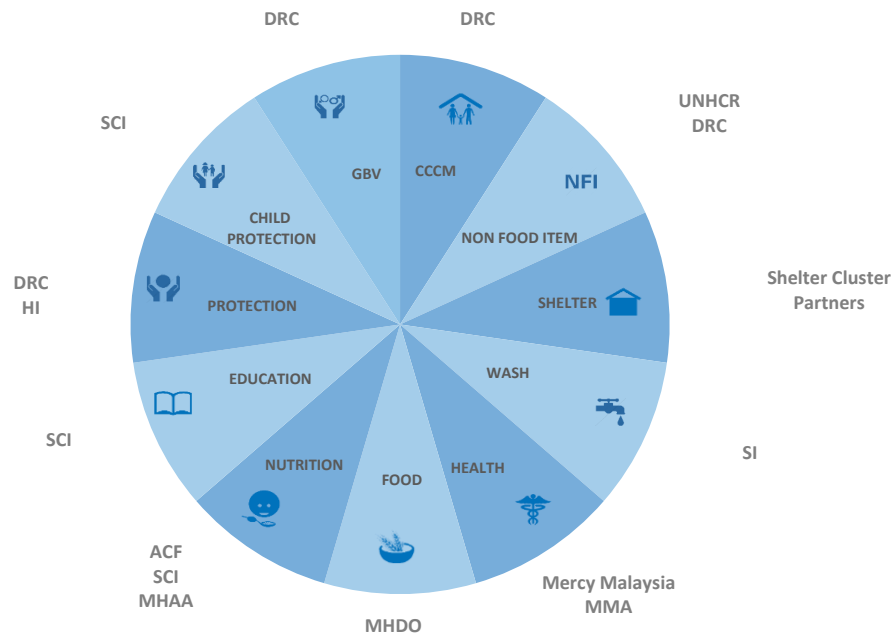 DRC
DRC
UNHCR
DRC
SCI
GBV
CCCM
NFI
CHILD
PROTECTION
NON FOOD ITEM
DRC
HI
PROTECTION
SHELTER
Shelter Cluster
Partners
EDUCATION
WASH
SCI
SI
NUTRITION
FOOD
HEALTH
ACF
SCI
MHAA
MHDO
Mercy Malaysia
MMA